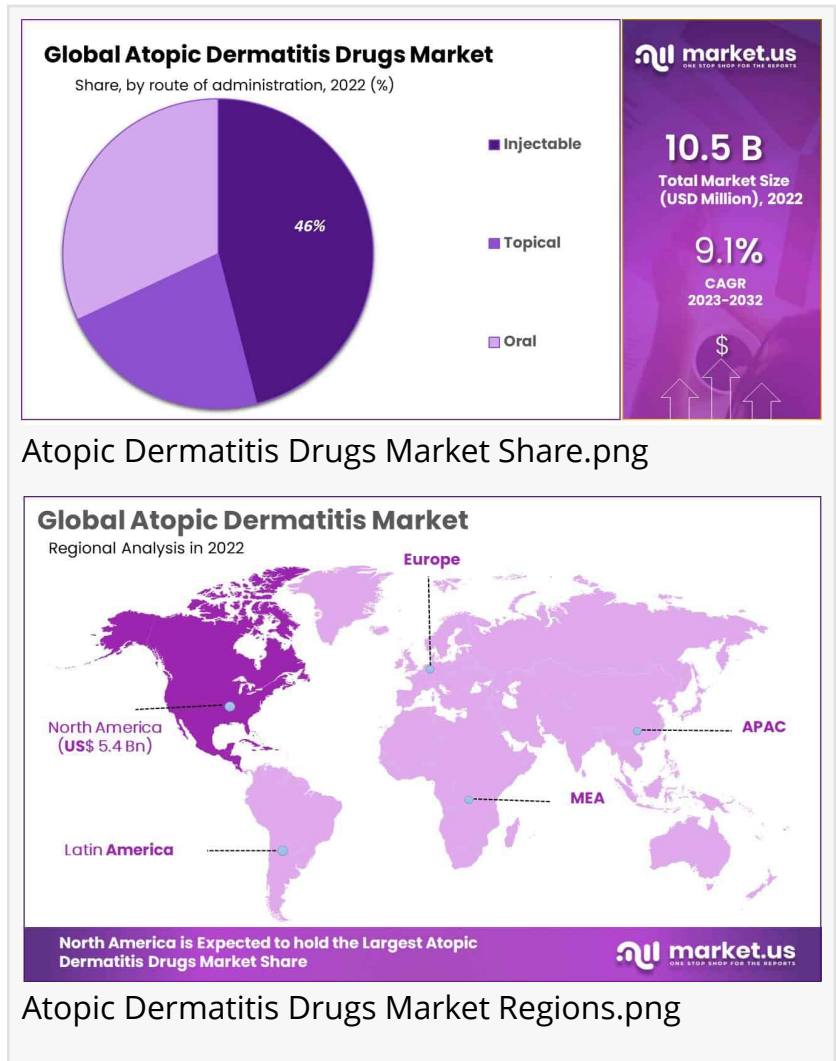 Global Atopic Dermatitis Drugs Market
Share, by route of administration, 2022 (%)
46%
Injectable
Topical
Oral
market.us
ONE STOP SHOP FOR THE REPORTS
10.5 B
Total Market Size
(USD Million), 2022
9.1%
CAGR
2023-2032
$
Atopic Dermatitis Drugs Market Share.png
Global Atopic Dermatitis Market
Regional Analysis in 2022
Europe
North America
(US$ 5.4 Bn)
APAC
MEA
Latin America
North America is Expected to hold the Largest Atopic
Dermatitis Drugs Market Share
market.us
ONE STOP SHOP FOR THE REPORTS
Atopic Dermatitis Drugs Market Regions.png